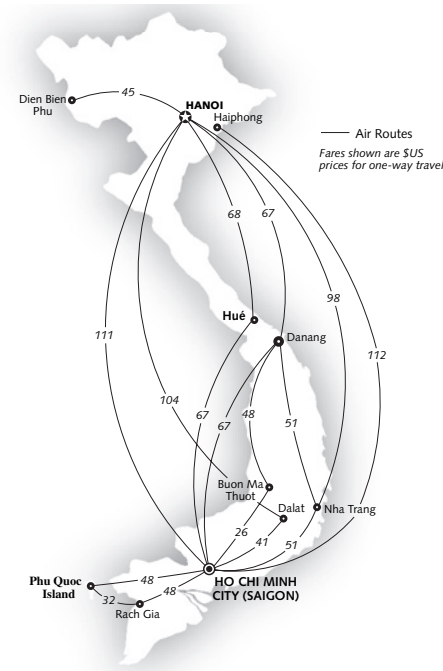 45
Dien Bien
Phu
HANOI
Haiphong
Air Routes
Fares shown are $US
prices for one-way travel
68
67
98
Hué
111
Danang
112
104
67
67
48
51
Buon Ma
Thuot
Dalat
Nha Trang
26
41
51
Phu Quoc
Island
48
HO CHI MINH
CITY (SAIGON)
32
48
Rach Gia